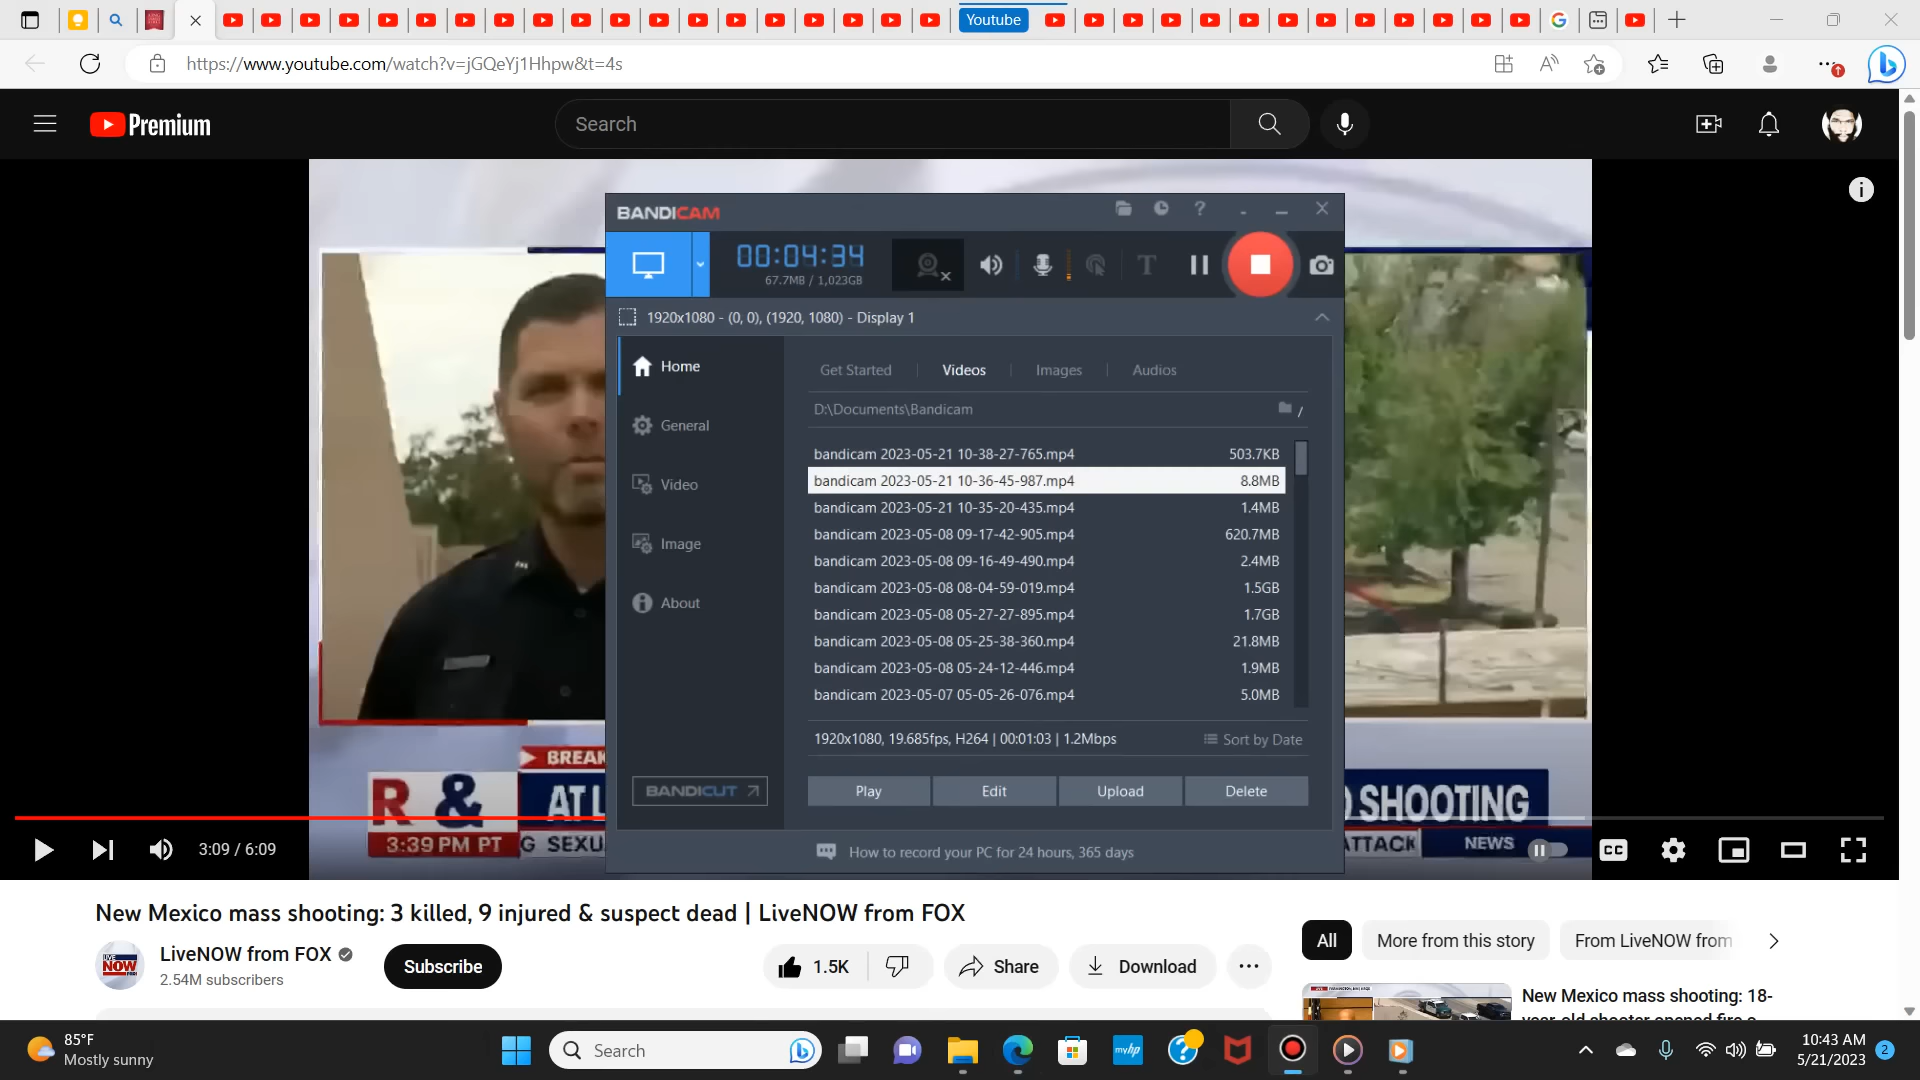 Youtube
https://www.youtube.com/watch?v=jGQeYj1Hhpw&t=4s
Premium
Search
BANDICAM
00:04:34
67.7MB / 1,023GB
1920x1080 - (0, 0), (1920, 1080) - Display 1
Home
Get Started
Videos
Images
Audios
D:\Documents\Bandicam
General
Video
Image
About
bandicam 2023-05-21 10-38-27-765.mp4 503.7KB
bandicam 2023-05-21 10-36-45-987.mp4 8.8MB
bandicam 2023-05-21 10-35-20-435.mp4 1.4MB
bandicam 2023-05-08 09-17-42-905.mp4 620.7MB
bandicam 2023-05-08 09-16-49-490.mp4 2.4MB
bandicam 2023-05-08 08-04-59-019.mp4 1.5GB
bandicam 2023-05-08 05-27-27-895.mp4 1.7GB
bandicam 2023-05-08 05-25-38-360.mp4 21.8MB
bandicam 2023-05-08 05-24-12-446.mp4 1.9MB
bandicam 2023-05-07 05-05-26-076.mp4 5.0MB
1920x1080, 19.685fps, H264 | 00:01:03 | 1.2Mbps
Sort by Date
BANDICUT
Play
Edit
Upload
Delete
How to record your PC for 24 hours, 365 days
BREAK
R & AT L
SHOOTING
3:39 PM PT
G SEXU
ATTACK
NEWS
3:09 / 6:09
CC
New Mexico mass shooting: 3 killed, 9 injured & suspect dead | LiveNOW from FOX
LIVE NOW
LiveNOW from FOX
2.54M subscribers
Subscribe
1.5K
Share
Download
All
More from this story
From LiveNOW from
New Mexico mass shooting: 18-
year-old shooter opened fire o
85°F
Mostly sunny
Search
myhp
10:43 AM
5/21/2023
2